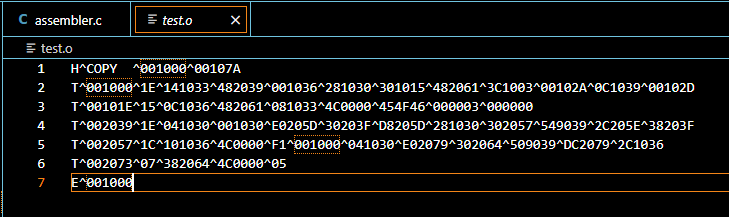 assembler.c
test.o
test.o
1 H^COPY ^001000^00107A
2 T^001000^1E^141033^482039^001036^281030^301015^482061^3C1003^00102A^0C1039^00102D
3 T^00101E^15^0C1036^482061^081033^4C0000^454F46^000003^000000
4 T^002039^1E^041030^001030^E0205D^30203F^D8205D^281030^302057^549039^2C205E^38203F
5 T^002057^1C^101036^4C0000^F1^001000^041030^E02079^302064^509039^DC2079^2C1036
6 T^002073^07^382064^4C0000^05
7 E^001000